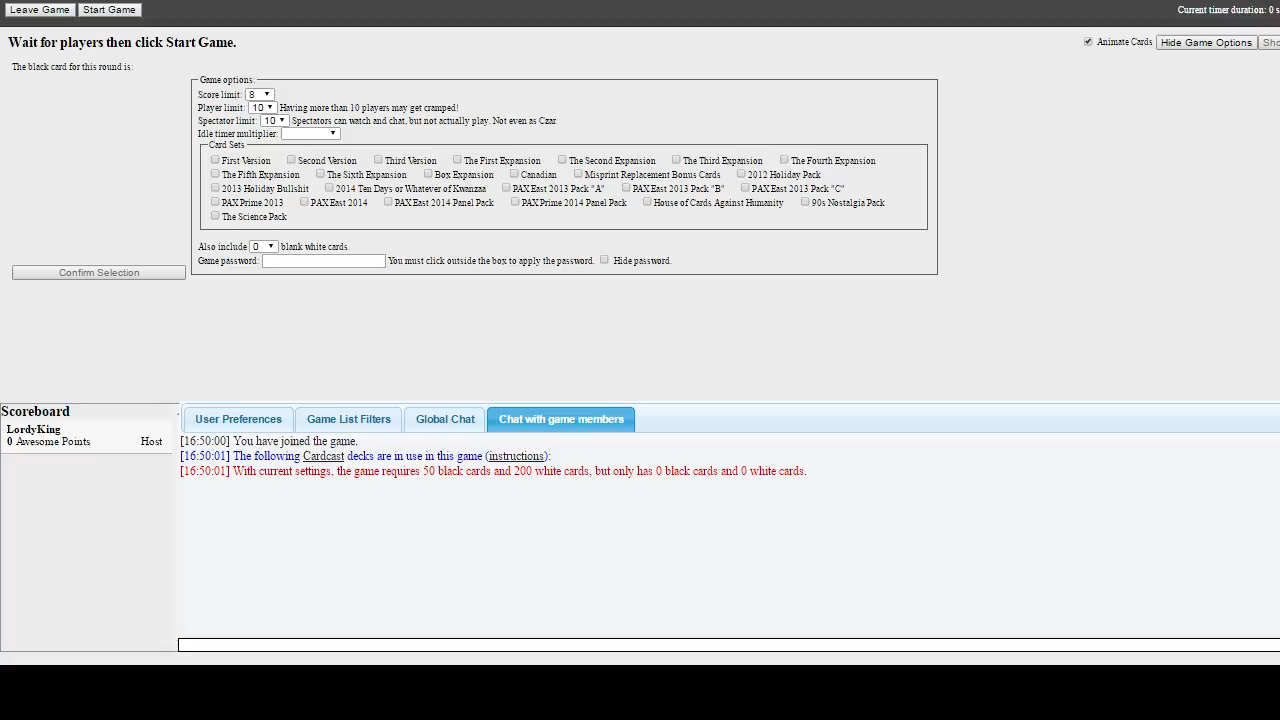 Leave Game Start Game Current timer duration: 0 s
Wait for players then click Start Game. Animate Cards Hide Game Options Sho
The black card for this round is:
Game options:
Score limit: 8
Player limit: 10 Having more than 10 players may get cramped!
Spectator limit: 10 Spectators can watch and chat, but not actually play. Not even as Czar.
Idle timer multiplier:
Card Sets
First Version Second Version Third Version The First Expansion The Second Expansion The Third Expansion The Fourth Expansion
The Fifth Expansion The Sixth Expansion Box Expansion Canadian Misprint Replacement Bonus Cards 2012 Holiday Pack
2013 Holiday Bullshit 2014 Ten Days or Whatever of Kwanzaa PAX East 2013 Pack "A" PAX East 2013 Pack "B" PAX East 2013 Pack "C"
PAX Prime 2013 PAX East 2014 PAX East 2014 Panel Pack PAX Prime 2014 Panel Pack House of Cards Against Humanity 90s Nostalgia Pack
The Science Pack
Also include 0 blank white cards.
Game password: You must click outside the box to apply the password. Hide password.
Confirm Selection
Scoreboard
LordyKing
0 Awesome Points Host
User Preferences Game List Filters Global Chat Chat with game members
[16:50:00] You have joined the game.
[16:50:01] The following Cardcast decks are in use in this game (instructions):
[16:50:01] With current settings, the game requires 50 black cards and 200 white cards, but only has 0 black cards and 0 white cards.